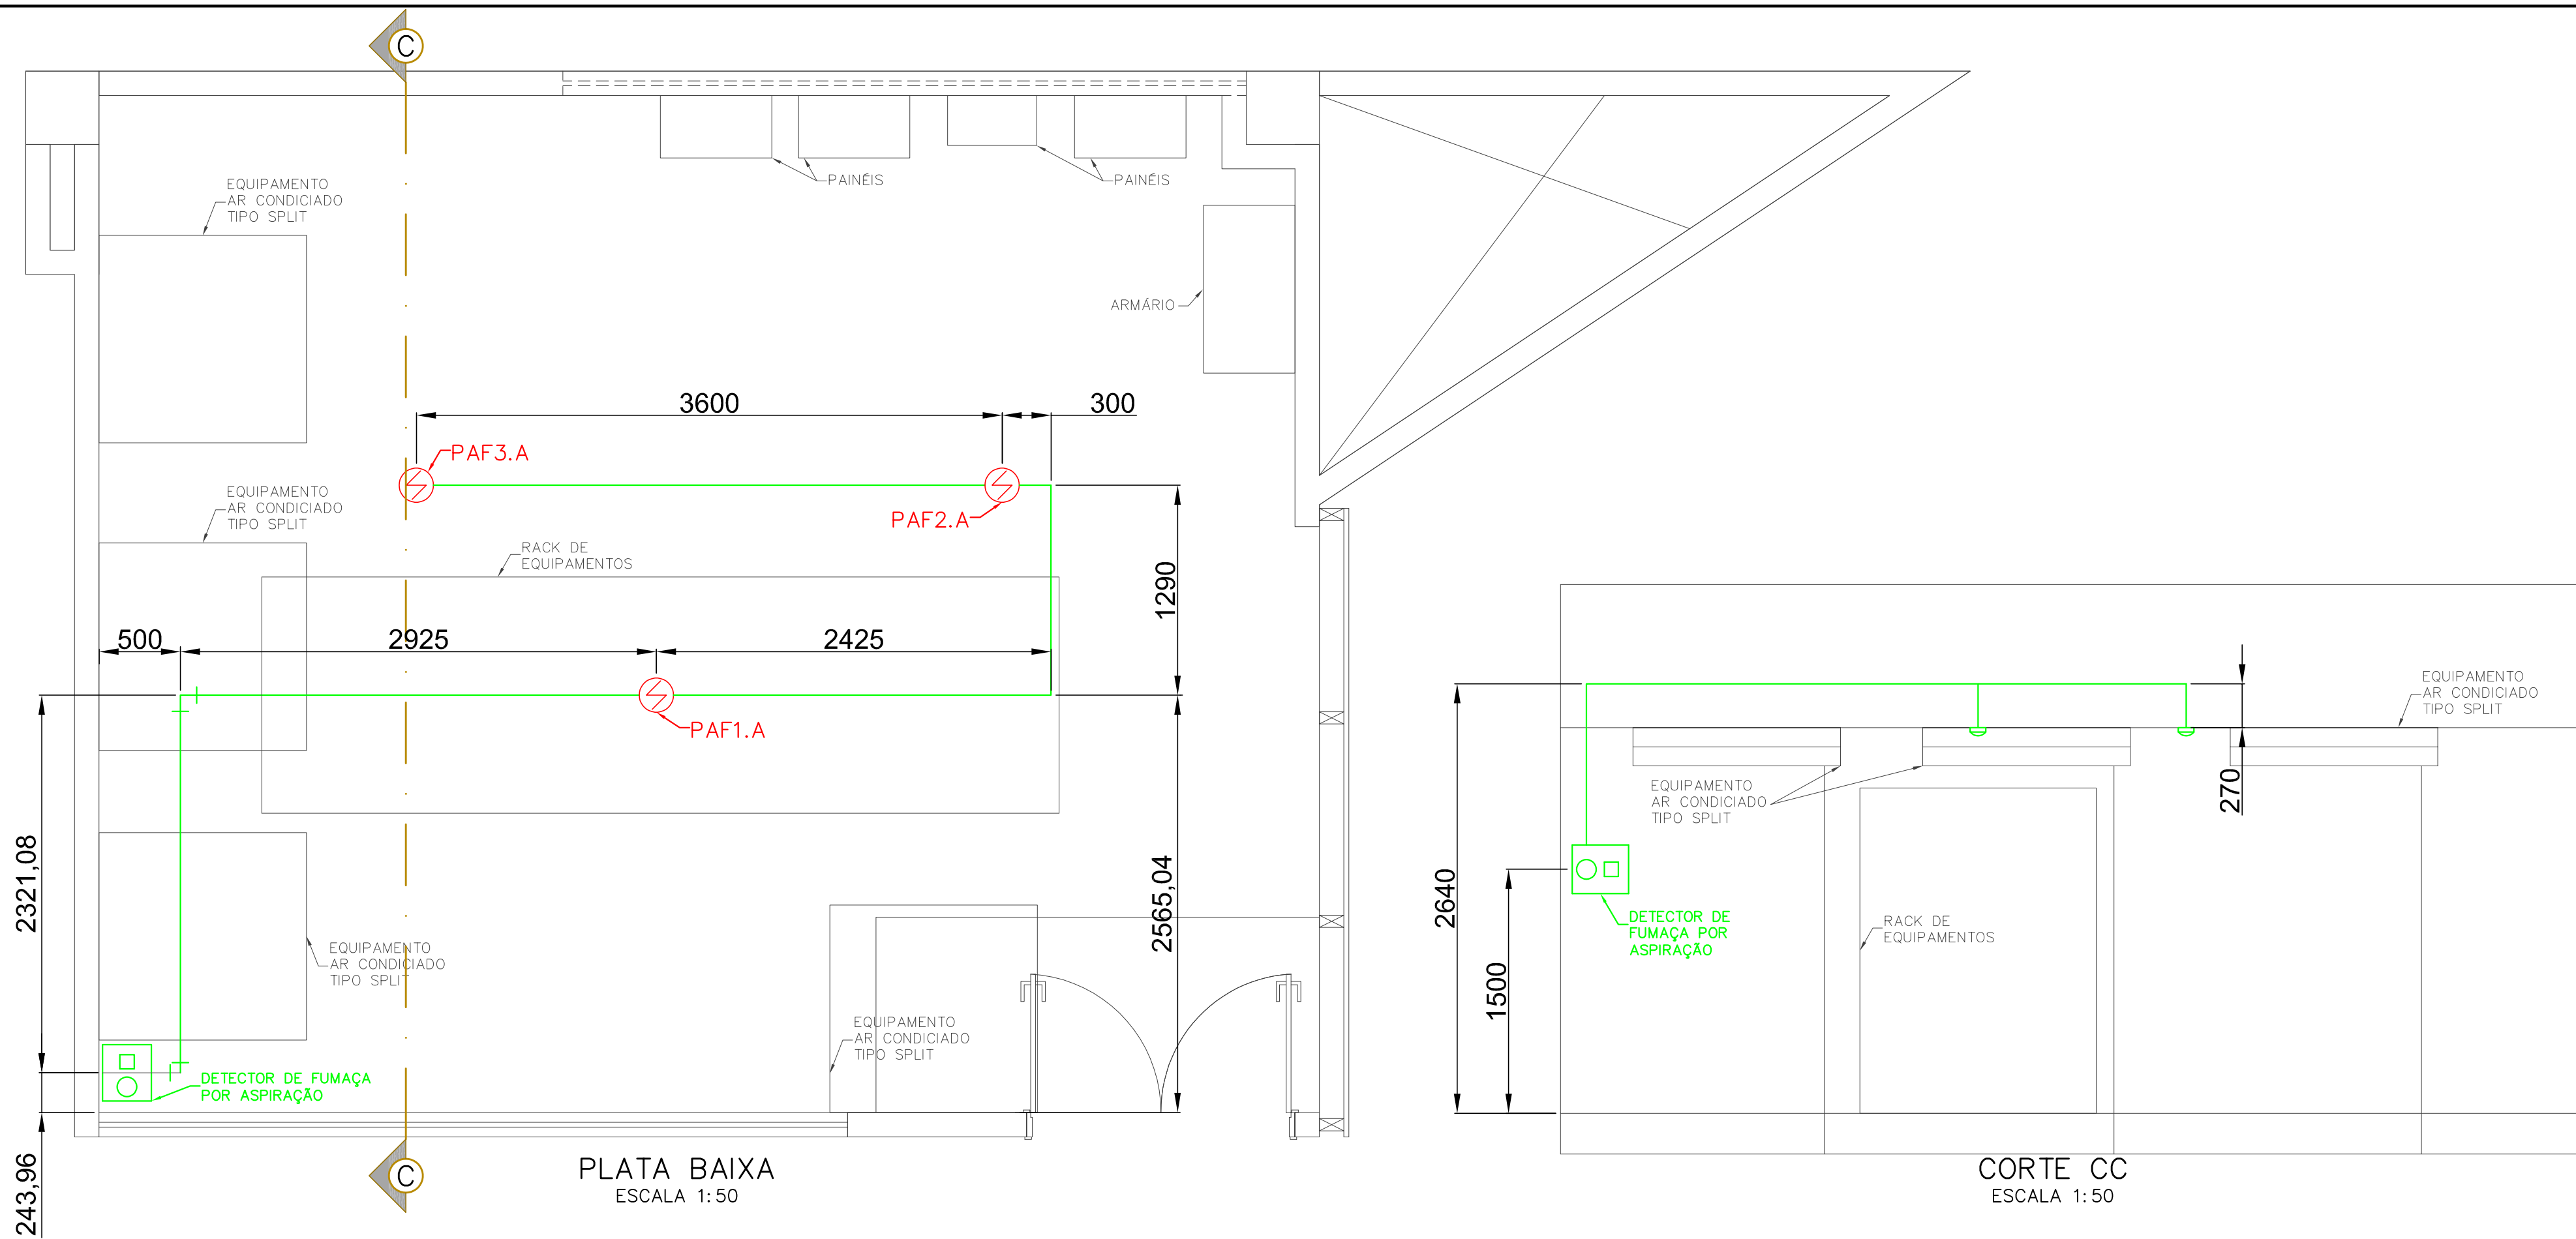 C
EQUIPAMENTO
AR CONDICIADO
TIPO SPLIT
PAINÉIS
PAINÉIS
ARMÁRIO
3600
300
PAF3.A
PAF2.A
EQUIPAMENTO
AR CONDICIADO
TIPO SPLIT
RACK DE
EQUIPAMENTOS
1290
500
2925
2425
PAF1.A
2321,08
2565,04
EQUIPAMENTO
AR CONDICIADO
TIPO SPLIT
EQUIPAMENTO
AR CONDICIADO
TIPO SPLIT
DETECTOR DE FUMAÇA
POR ASPIRAÇÃO
243,96
C
PLATA BAIXA
ESCALA 1:50
EQUIPAMENTO
AR CONDICIADO
TIPO SPLIT
270
EQUIPAMENTO
AR CONDICIADO
TIPO SPLIT
2640
1500
DETECTOR DE
FUMAÇA POR
ASPIRAÇÃO
RACK DE
EQUIPAMENTOS
CORTE CC
ESCALA 1:50